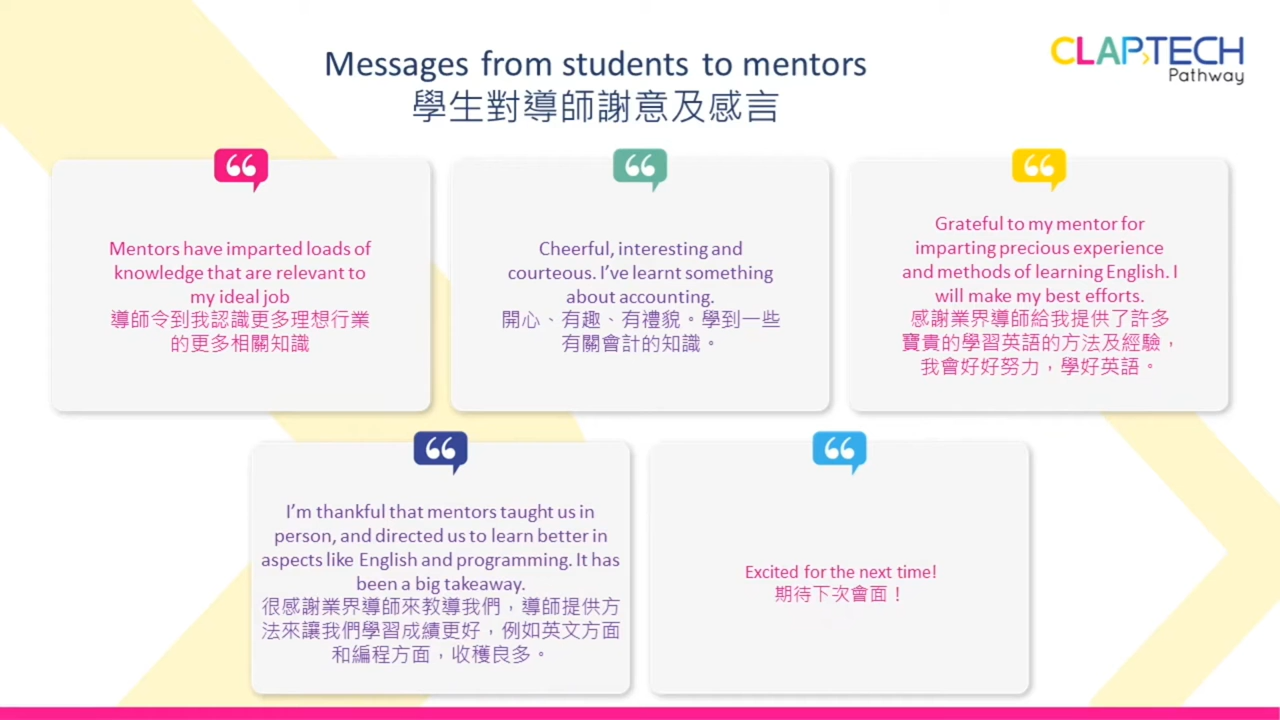 Messages from students to mentors
學生對導師謝意及感言
CLAP›TECH
Pathway
Mentors have imparted loads of
knowledge that are relevant to
my ideal job
導師令到我認識更多理想行業
的更多相關知識
Cheerful, interesting and
courteous. I’ve learnt something
about accounting.
開心、有趣、有禮貌。學到一些
有關會計的知識。
Grateful to my mentor for
imparting precious experience
and methods of learning English. I
will make my best efforts.
感謝業界導師給我提供了許多
寶貴的學習英語的方法及經驗，
我會好好努力，學好英語。
I’m thankful that mentors taught us in
person, and directed us to learn better in
aspects like English and programming. It has
been a big takeaway.
很感謝業界導師來教導我們，導師提供方
法來讓我們學習成績更好，例如英文方面
和編程方面，收穫良多。
Excited for the next time!
期待下次會面！